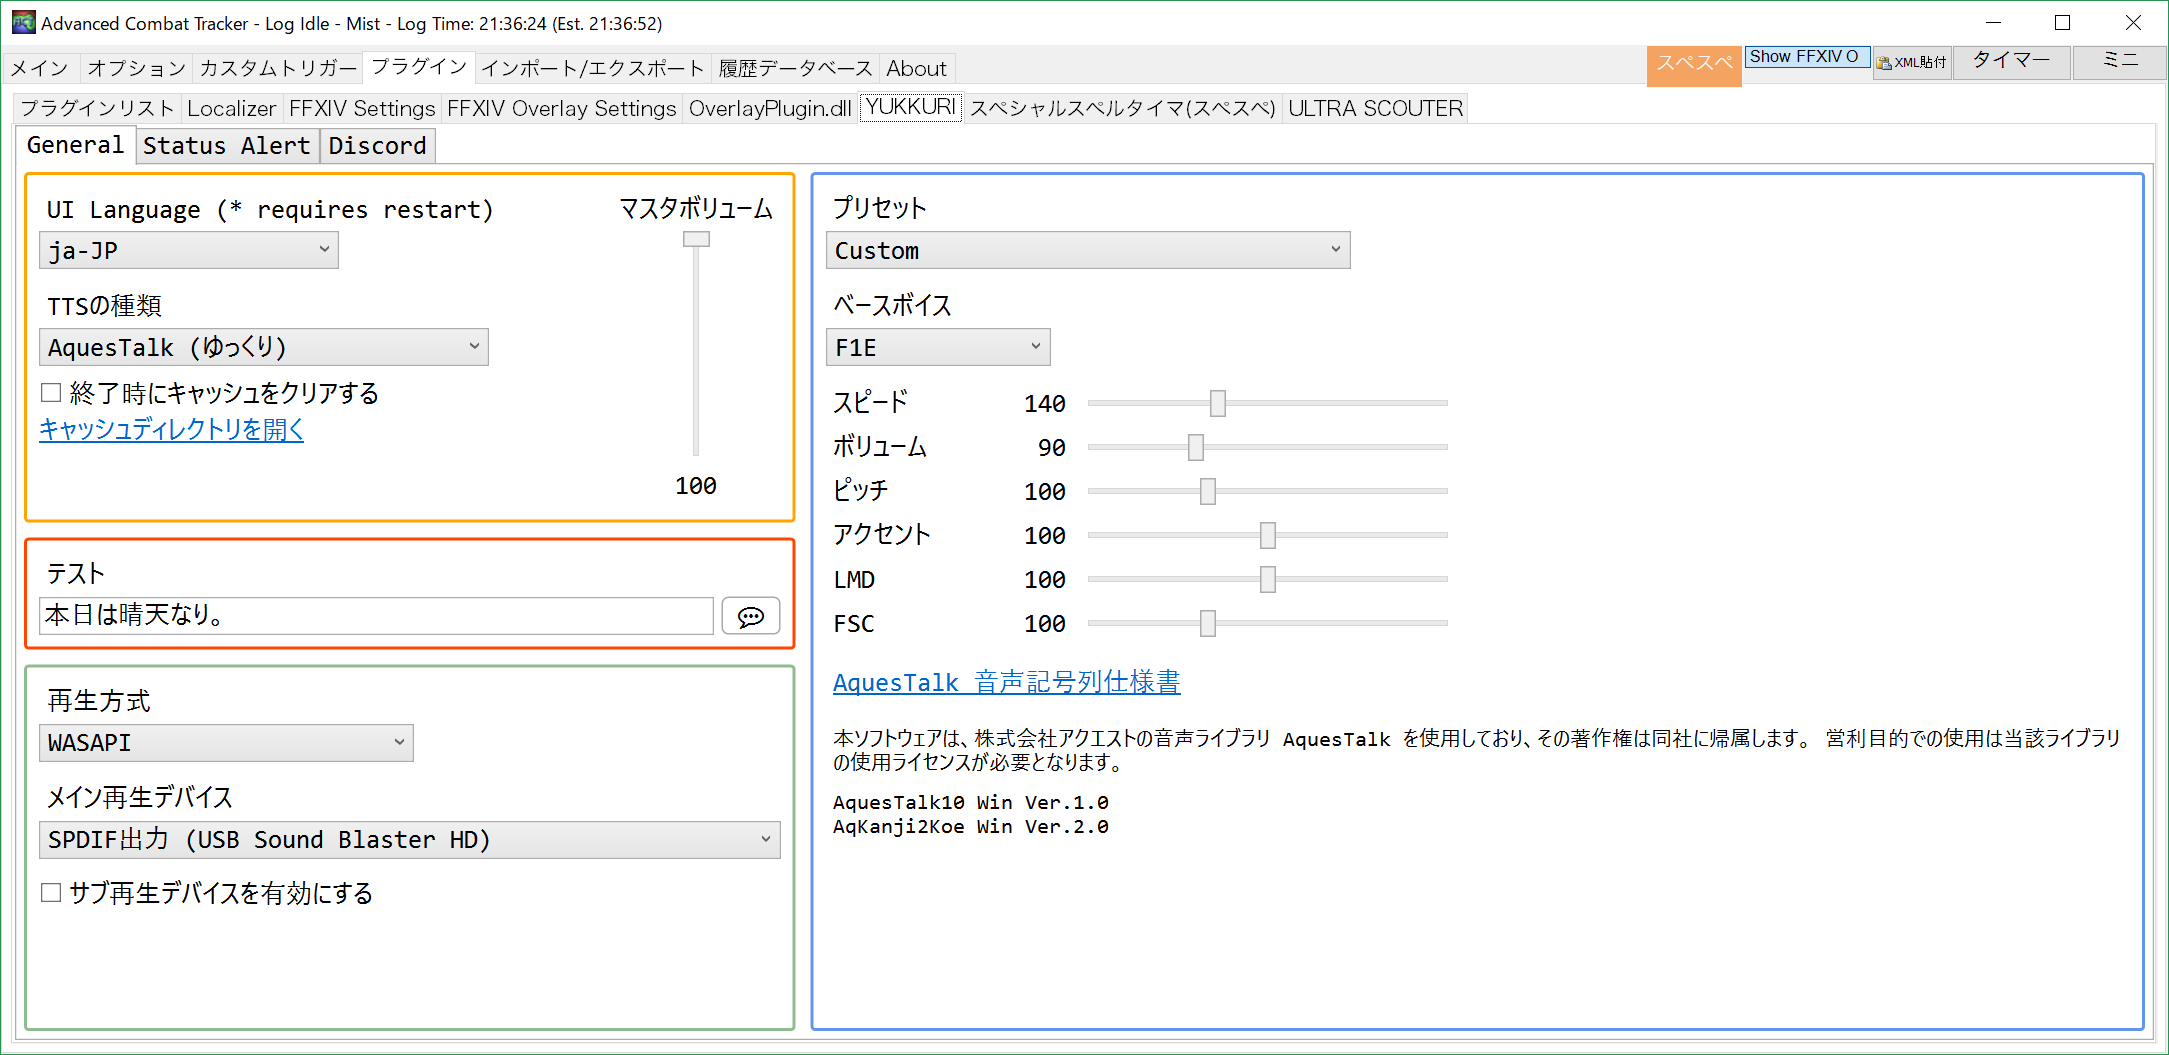 Advanced Combat Tracker - Log Idle - Mist - Log Time: 21:36:24 (Est. 21:36:52)
メイン オプション カスタムトリガー プラグイン インポート/エクスポート 履歴データベース About スペスペ Show FFXIV O XML貼付 タイマー ミニ
プラグインリスト Localizer FFXIV Settings FFXIV Overlay Settings OverlayPlugin.dll YUKKURI スペシャルスペルタイマ(スペスペ) ULTRA SCOUTER
General Status Alert Discord
UI Language (* requires restart)
ja-JP
マスタボリューム
100
TTSの種類
AquesTalk (ゆっくり)
終了時にキャッシュをクリアする
キャッシュディレクトリを開く
テスト
本日は晴天なり。
再生方式
WASAPI
メイン再生デバイス
SPDIF出力 (USB Sound Blaster HD)
サブ再生デバイスを有効にする
プリセット
Custom
ベースボイス
F1E
スピード 140
ボリューム 90
ピッチ 100
アクセント 100
LMD 100
FSC 100
AquesTalk 音声記号列仕様書
本ソフトウェアは、株式会社アクエストの音声ライブラリ AquesTalk を使用しており、その著作権は同社に帰属します。 営利目的での使用は当該ライブラリ
の使用ライセンスが必要となります。
AquesTalk10 Win Ver.1.0
AqKanji2Koe Win Ver.2.0